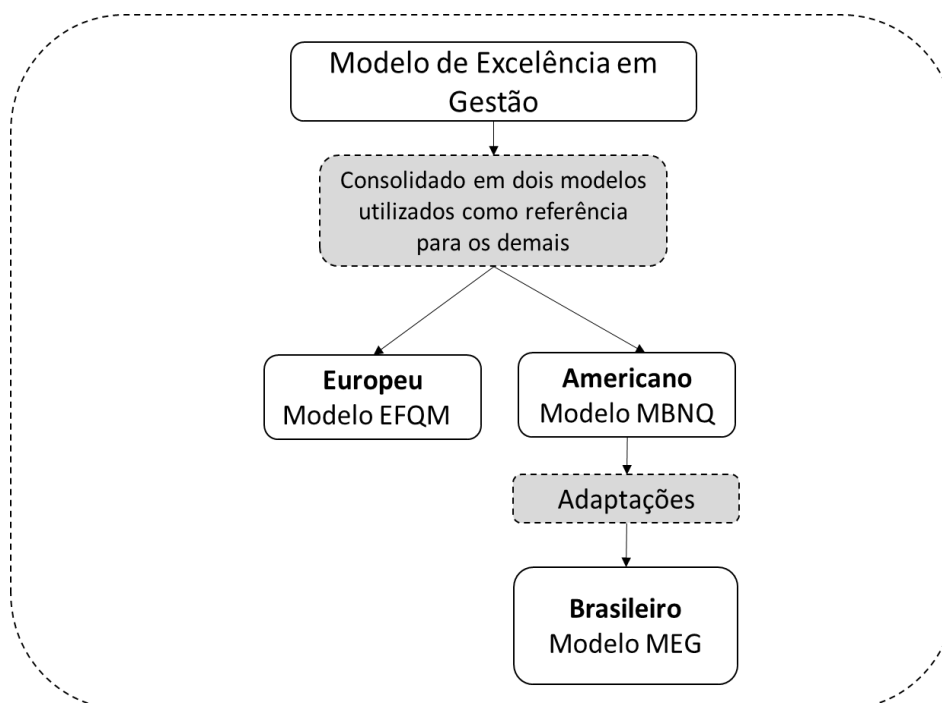 Modelo de Excelência em
Gestão
Consolidado em dois modelos
utilizados como referência
para os demais
Europeu
Modelo EFQM
Americano
Modelo MBNQ
Adaptações
Brasileiro
Modelo MEG